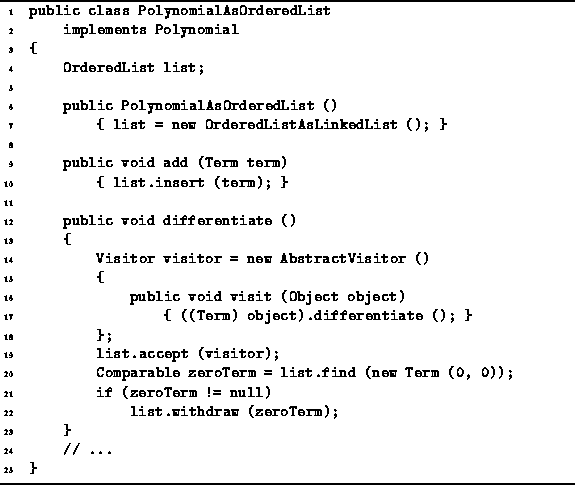 1 public class PolynomialAsOrderedList
2 implements Polynomial
3 {
4 OrderedList list;
5
6 public PolynomialAsOrderedList ()
7 { list = new OrderedListAsLinkedList (); }
8
9 public void add (Term term)
10 { list.insert (term); }
11
12 public void differentiate ()
13 {
14 Visitor visitor = new AbstractVisitor ()
15 {
16 public void visit (Object object)
17 { ((Term) object).differentiate (); }
18 };
19 list.accept (visitor);
20 Comparable zeroTerm = list.find (new Term (0, 0));
21 if (zeroTerm != null)
22 list.withdraw (zeroTerm);
23 }
24 // ...
25 }